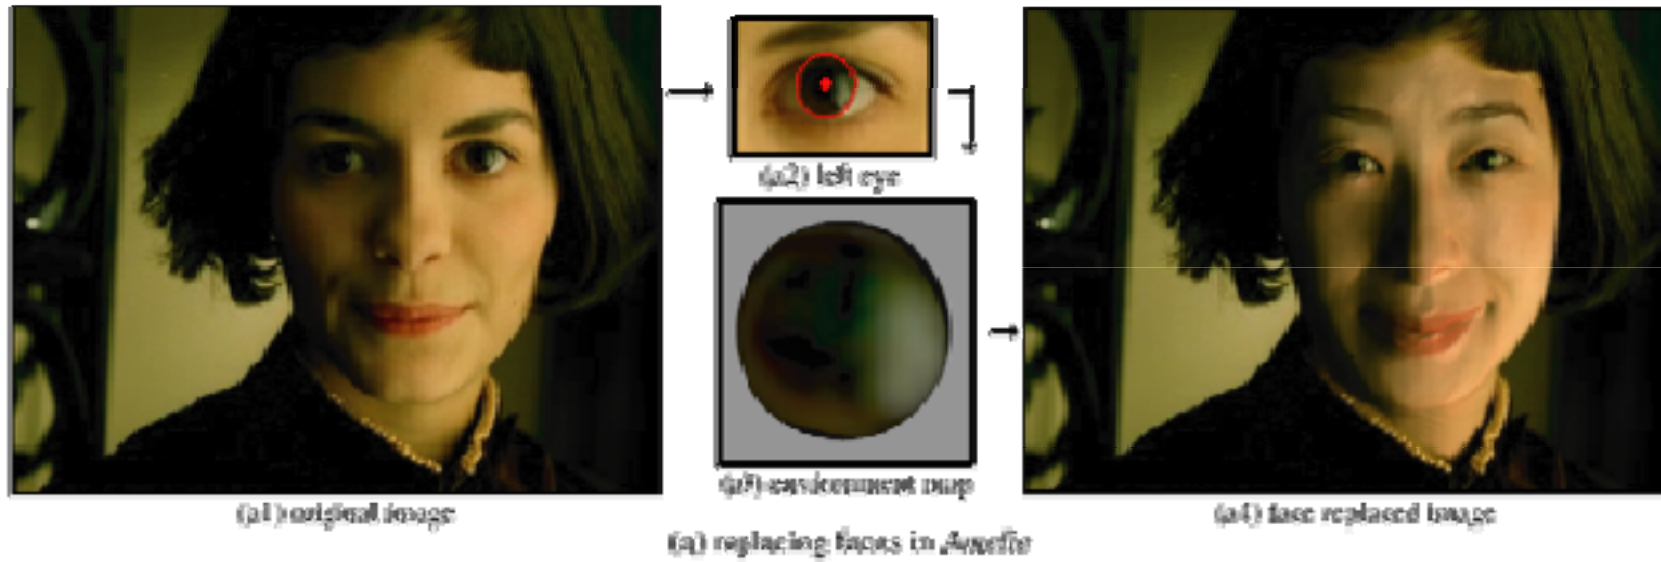 (a2) left eye
(a3) environment map
(a1) original image
(a4) face replaced image
(a) replacing faces in Amelie